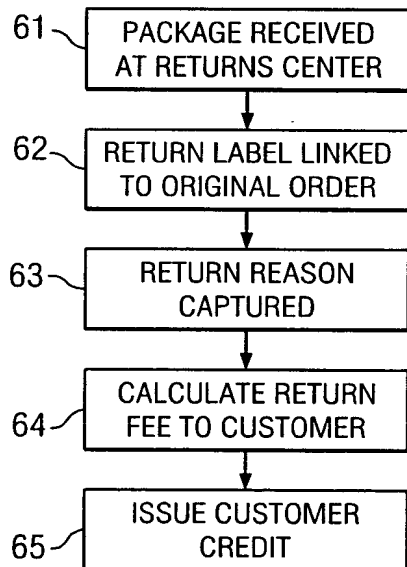 61
PACKAGE RECEIVED
AT RETURNS CENTER
62
RETURN LABEL LINKED
TO ORIGINAL ORDER
63
RETURN REASON
CAPTURED
64
CALCULATE RETURN
FEE TO CUSTOMER
65
ISSUE CUSTOMER
CREDIT